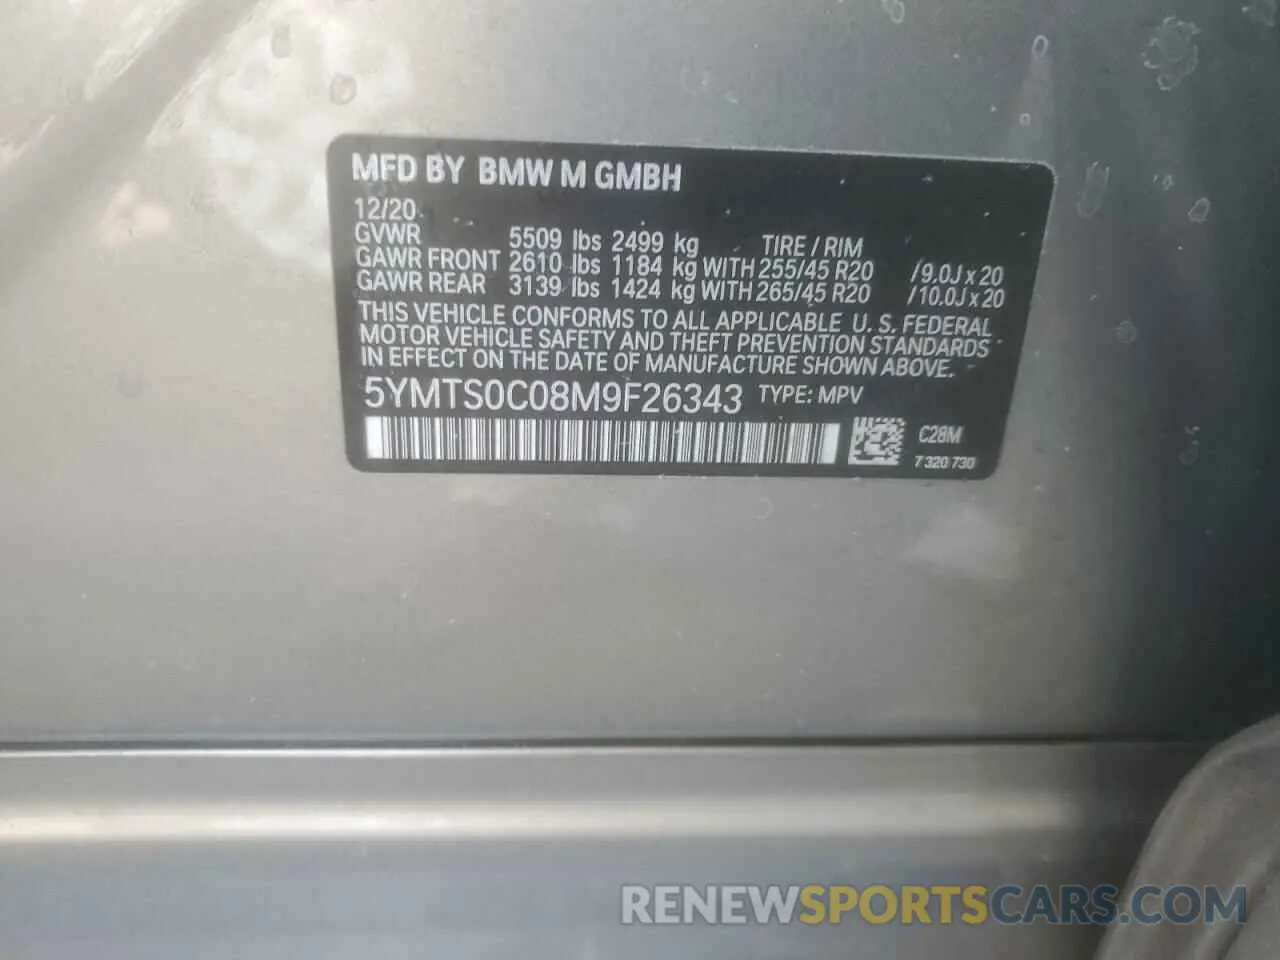 MFD BY BMW M GMBH
12/20
GVWR 5509 lbs 2499 kg TIRE / RIM
GAWR FRONT 2610 lbs 1184 kg WITH 255/45 R20 /9.0J x 20
GAWR REAR 3139 lbs 1424 kg WITH 265/45 R20 /10.0J x 20
THIS VEHICLE CONFORMS TO ALL APPLICABLE U. S. FEDERAL
MOTOR VEHICLE SAFETY AND THEFT PREVENTION STANDARDS
IN EFFECT ON THE DATE OF MANUFACTURE SHOWN ABOVE.
5YMTS0C08M9F26343 TYPE: MPV
C28M
7 320 730
RENEWSPORTSCARS.COM